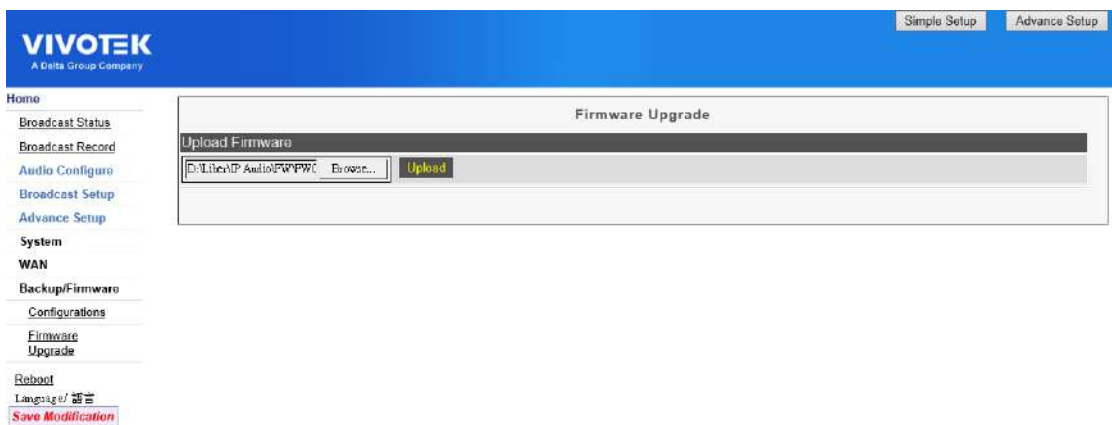 Simple Setup Advance Setup
VIVOTEK
A Delta Group Company
Home
Broadcast Status
Broadcast Record
Audio Configure
Broadcast Setup
Advance Setup
System
WAN
Backup/Firmware
Configurations
Firmware
Upgrade
Reboot
Language/ 語言
Save Modification
Firmware Upgrade
Upload Firmware
Browse... Upload